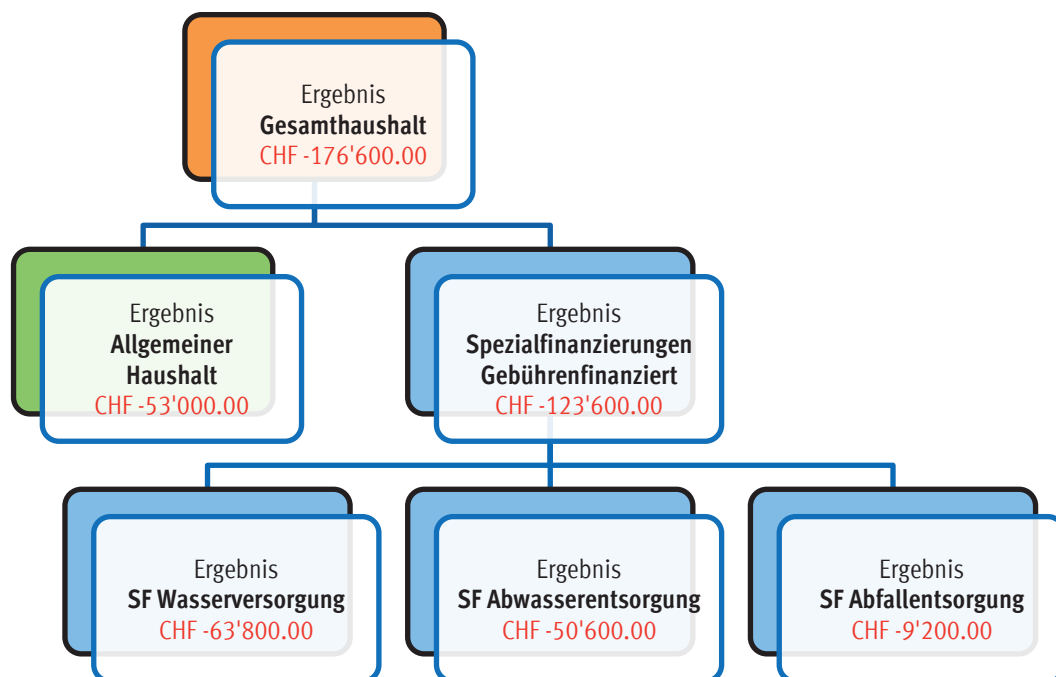 Ergebnis
Gesamthaushalt
CHF -176'600.00
Ergebnis
Allgemeiner
Haushalt
CHF -53'000.00
Ergebnis
Spezialfinanzierungen
Gebührenfinanziert
CHF -123'600.00
Ergebnis
SF Wasserversorgung
CHF -63'800.00
Ergebnis
SF Abwasserentsorgung
CHF -50'600.00
Ergebnis
SF Abfallentsorgung
CHF -9'200.00